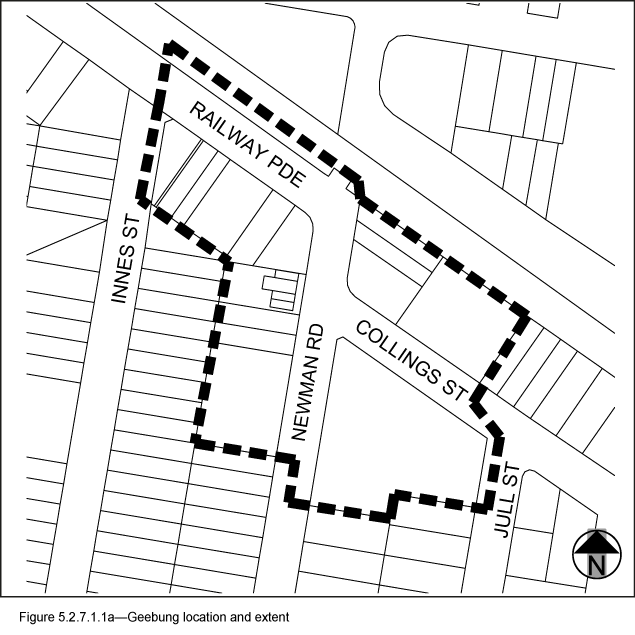 RAILWAY PDE
INNES ST
COLLINGS ST
NEWMAN RD
JULL ST
N
Figure 5.2.7.1.1a—Geebung location and extent